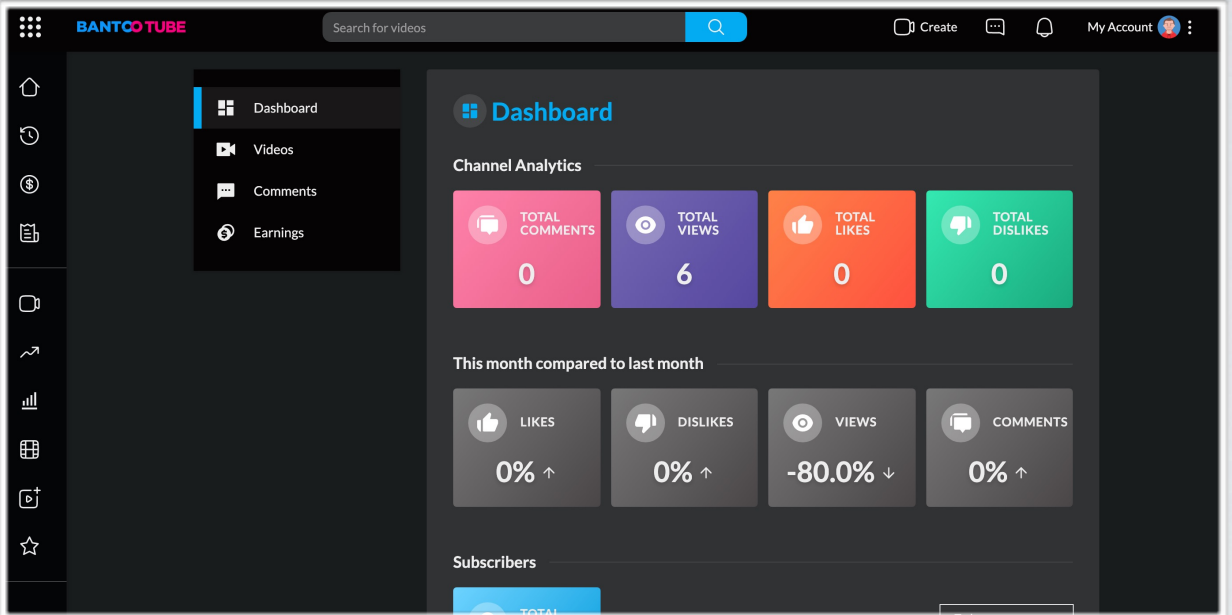 BANTOO TUBE
Search for videos
Create
My Account
Dashboard
Videos
Comments
Earnings
Dashboard
Channel Analytics
TOTAL
COMMENTS
0
TOTAL
VIEWS
6
TOTAL
LIKES
0
TOTAL
DISLIKES
0
This month compared to last month
LIKES
0%
DISLIKES
0%
VIEWS
-80.0%
COMMENTS
0%
Subscribers
TOTAL